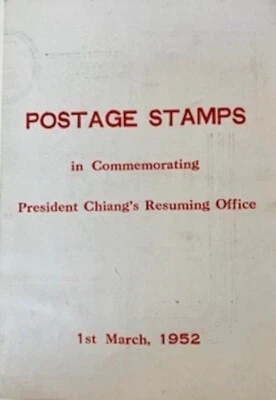 POSTAGE STAMPS
in Commemorating
President Chiang's Resuming Office
1st March, 1952